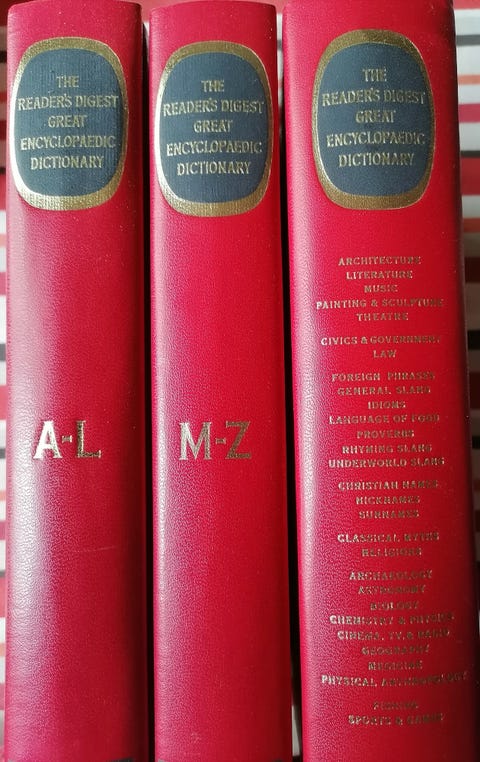 THE
READER'S DIGEST
GREAT
ENCYCLOPAEDIC
DICTIONARY
A-L
THE
READER'S DIGEST
GREAT
ENCYCLOPAEDIC
DICTIONARY
M-Z
THE
READER'S DIGEST
GREAT
ENCYCLOPAEDIC
DICTIONARY
ARCHITECTURE
LITERATURE
MUSIC
PAINTING & SCULPTURE
THEATRE
CIVICS & GOVERNMENT
LAW
FOREIGN PHRASES
GENERAL SLANG
IDIOMS
LANGUAGE OF FOOD
PROVERBS
RHYMING SLANG
UNDERWORLD SLANG
CHRISTIAN NAMES
NICKNAMES
SURNAMES
CLASSICAL MYTHS
RELIGIONS
ARCHAEOLOGY
ASTRONOMY
BIOLOGY
CHEMISTRY & PHYSICS
CINEMA, TV, & RADIO
GEOGRAPHY
MEDICINE
PHYSICAL ANTHROPOLOGY
FISHING
SPORTS & GAMES